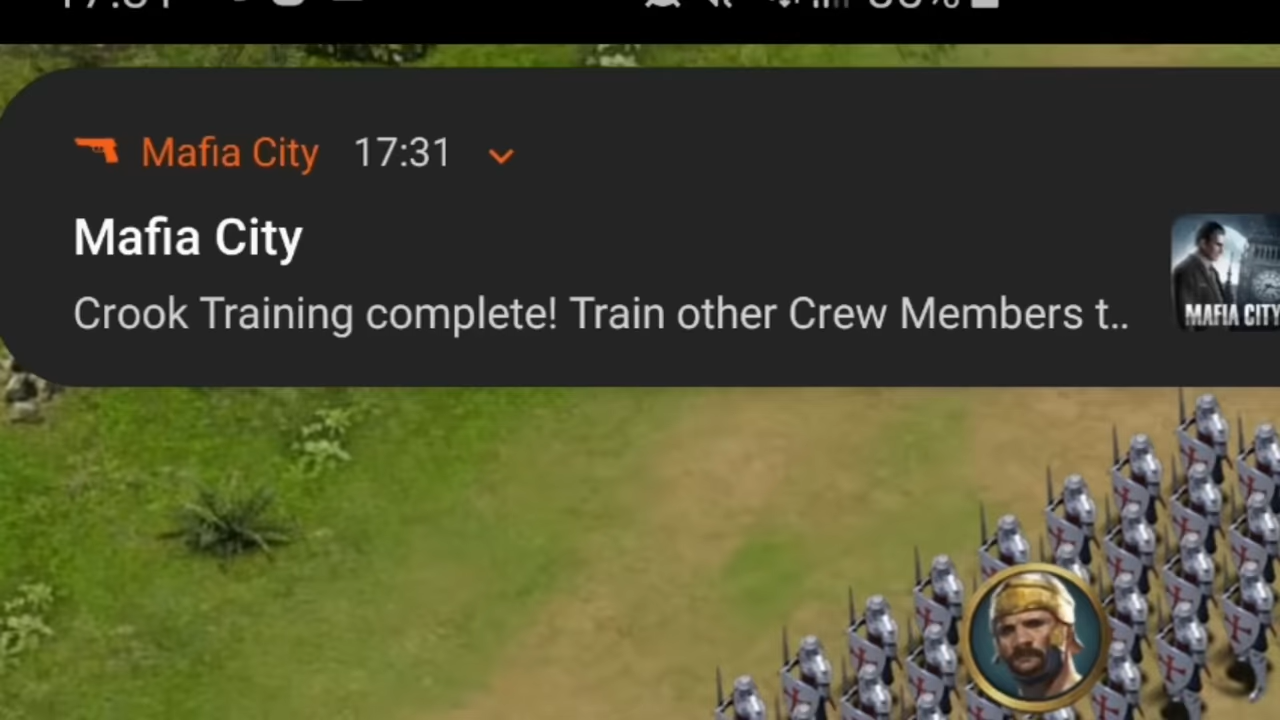 Mafia City 17:31
Mafia City
Crook Training complete! Train other Crew Members t..
MAFIA CITY